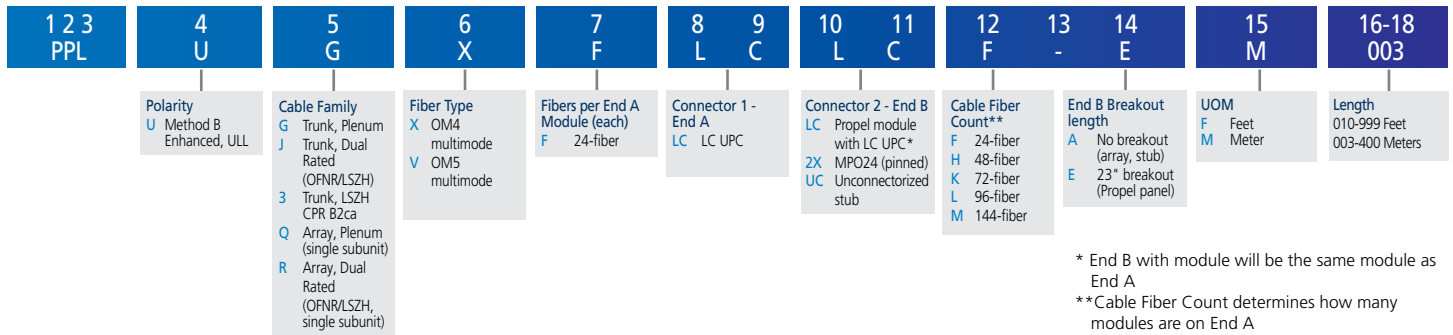 1 2 3 4 5 6 7 8 9 10 11 12 13 14 15 16-18
PPL U G X F L C L C F - E M 003
Polarity
U Method B
Enhanced, ULL
Cable Family
G Trunk, Plenum
J Trunk, Dual
Rated
(OFNR/LSZH)
3 Trunk, LSZH
CPR B2ca
Q Array, Plenum
(single subunit)
R Array, Dual
Rated
(OFNR/LSZH,
single subunit)
Fiber Type
X OM4
multimode
V OM5
multimode
Fibers per End A
Module (each)
F 24-fiber
Connector 1 -
End A
LC LC UPC
Connector 2 - End B
LC Propel module
with LC UPC*
2X MPO24 (pinned)
UC Unconnectorized
stub
Cable Fiber
Count**
F 24-fiber
H 48-fiber
K 72-fiber
L 96-fiber
M 144-fiber
End B Breakout
length
A No breakout
(array, stub)
E 23" breakout
(Propel panel)
UOM
F Feet
M Meter
Length
010-999 Feet
003-400 Meters
* End B with module will be the same module as
End A
**Cable Fiber Count determines how many
modules are on End A